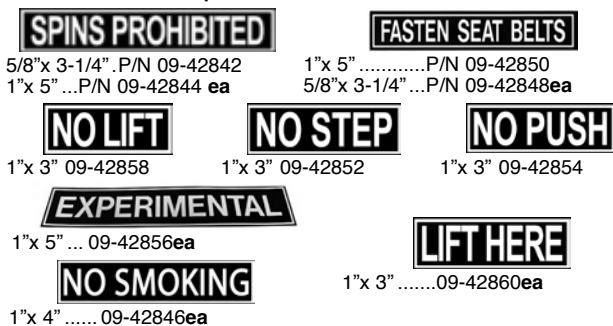 SPINS PROHIBITED
5/8”x 3-1/4”.P/N 09-42842
1”x 5” ...P/N 09-42844 ea
FASTEN SEAT BELTS
1”x 5” ............P/N 09-42850
5/8”x 3-1/4”...P/N 09-42848ea
NO LIFT
1”x 3” 09-42858
NO STEP
1”x 3” 09-42852
NO PUSH
1”x 3” 09-42854
EXPERIMENTAL
1”x 5” ... 09-42856ea
LIFT HERE
1”x 3” .......09-42860ea
NO SMOKING
1”x 4” ...... 09-42846ea